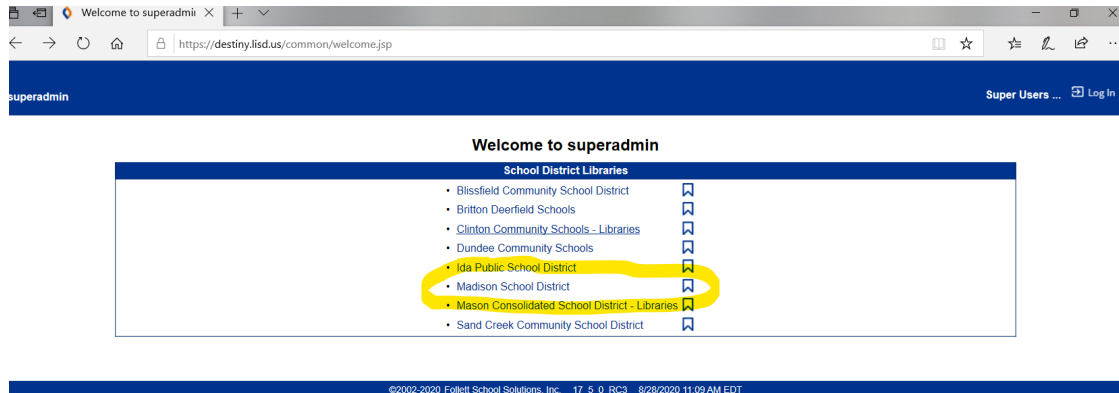 Welcome to superadmi
https://destiny.lisd.us/common/welcome.jsp
superadmin
Super Users ... Log In
Welcome to superadmin
School District Libraries
• Blissfield Community School District
• Britton Deerfield Schools
• Clinton Community Schools - Libraries
• Dundee Community Schools
• Ida Public School District
• Madison School District
• Mason Consolidated School District - Libraries
• Sand Creek Community School District
©2002-2020 Follett School Solutions, Inc. 17_5_0_RC3 8/28/2020 11:09 AM EDT